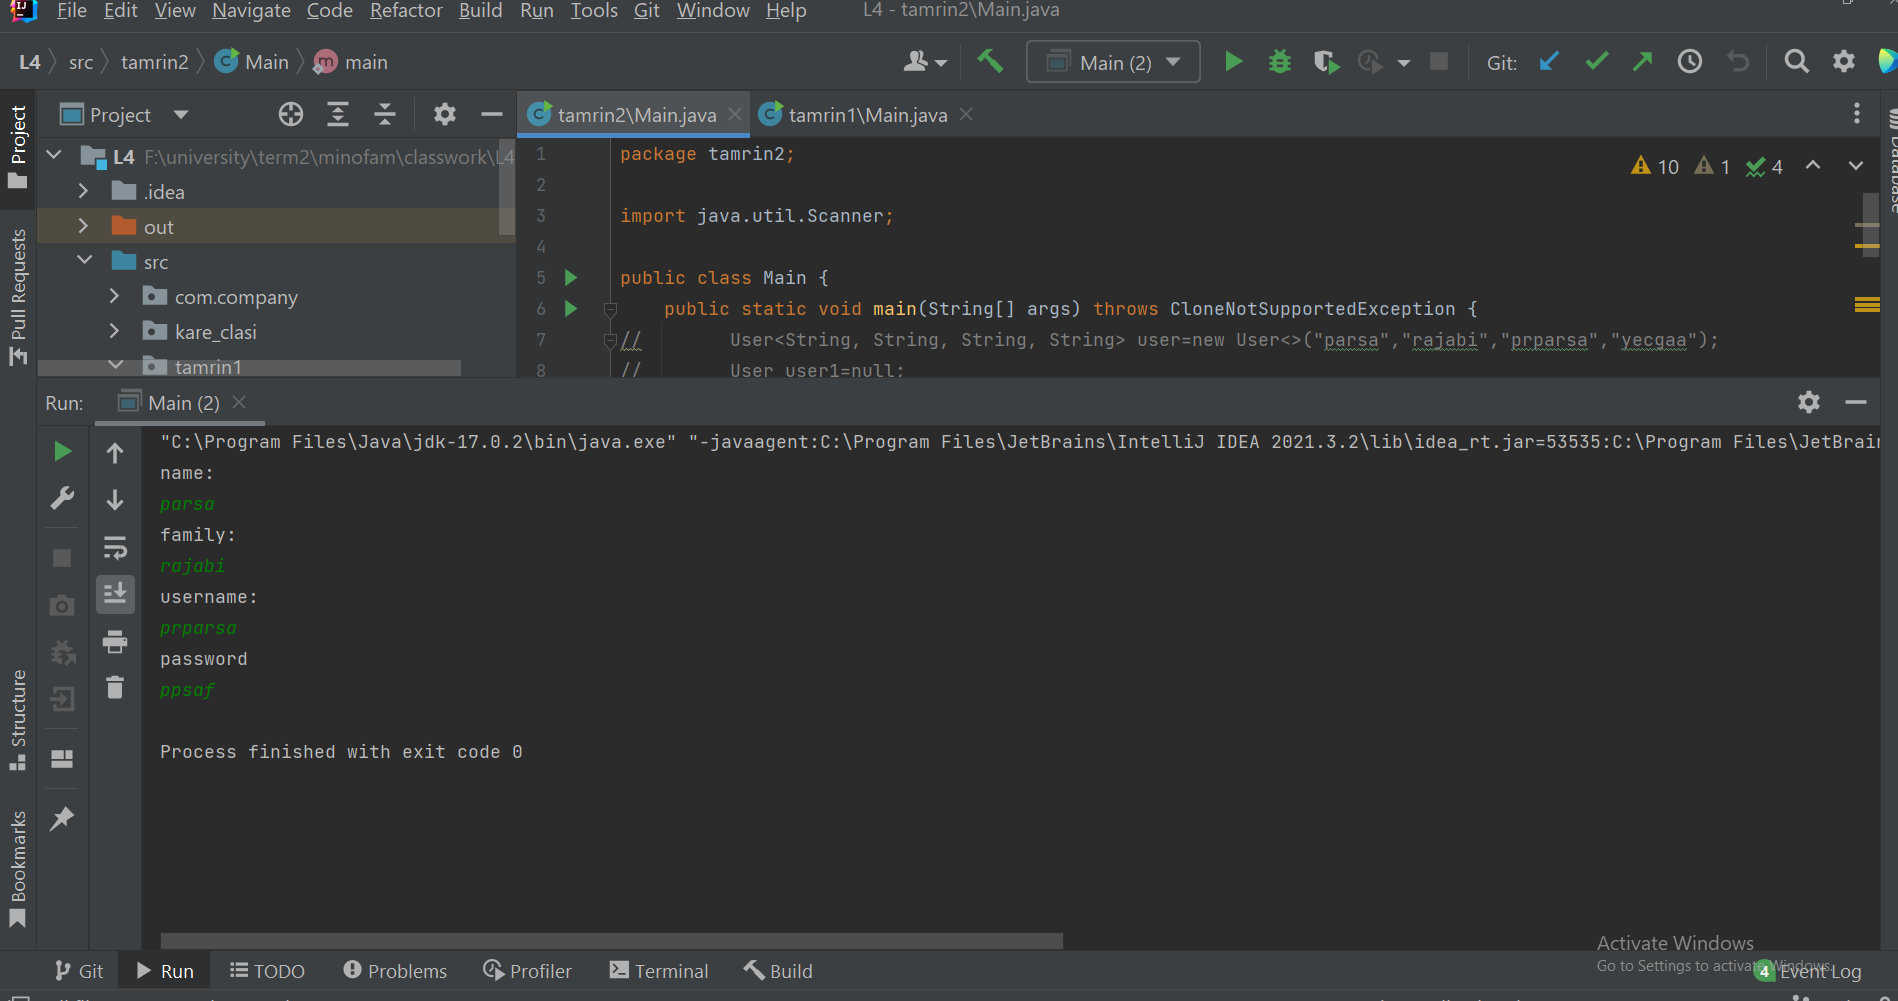 File Edit View Navigate Code Refactor Build Run Tools Git Window Help L4 - tamrin2\Main.java
L4 src tamrin2 Main main
Main (2)
Git:
Project
tamrin2\Main.java
tamrin1\Main.java
L4 F:\university\term2\minofam\classwork\L4
.idea
out
src
com.company
kare_clasi
tamrin1
1 package tamrin2;
2
3 import java.util.Scanner;
4
5 public class Main {
6 public static void main(String[] args) throws CloneNotSupportedException {
7 // User<String, String, String, String> user=new User<>("parsa","rajabi","prparsa","yecgaa");
8 // User user1=null;
10 1 4
Project
Pull Requests
Structure
Bookmarks
Database
Run: Main (2)
"C:\Program Files\Java\jdk-17.0.2\bin\java.exe" "-javaagent:C:\Program Files\JetBrains\IntelliJ IDEA 2021.3.2\lib\idea_rt.jar=53535:C:\Program Files\JetBrain
name:
parsa
family:
rajabi
username:
prparsa
password
ppsaf
Process finished with exit code 0
Activate Windows
Go to Settings to activate Windows.
Git Run TODO Problems Profiler Terminal Build
4 Event Log